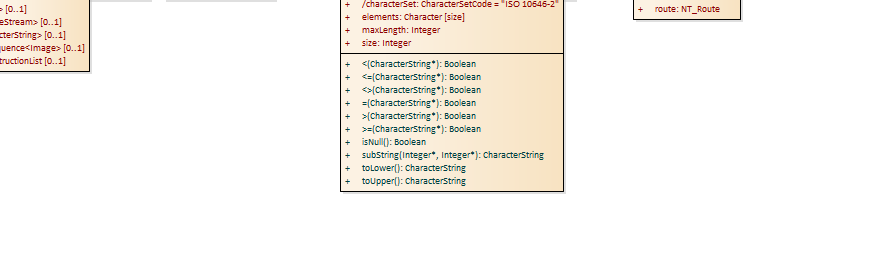 > [0..1]
eStream> [0..1]
cterString> [0..1]
uence<Image> [0..1]
tructionList [0..1]
+ /characterSet: CharacterSetCode = "ISO 10646-2"
+ elements: Character [size]
+ maxLength: Integer
+ size: Integer
+ <(CharacterString*): Boolean
+ <=(CharacterString*): Boolean
+ <>(CharacterString*): Boolean
+ =(CharacterString*): Boolean
+ >(CharacterString*): Boolean
+ >=(CharacterString*): Boolean
+ isNull(): Boolean
+ subString(Integer*, Integer*): CharacterString
+ toLower(): CharacterString
+ toUpper(): CharacterString
+ route: NT_Route